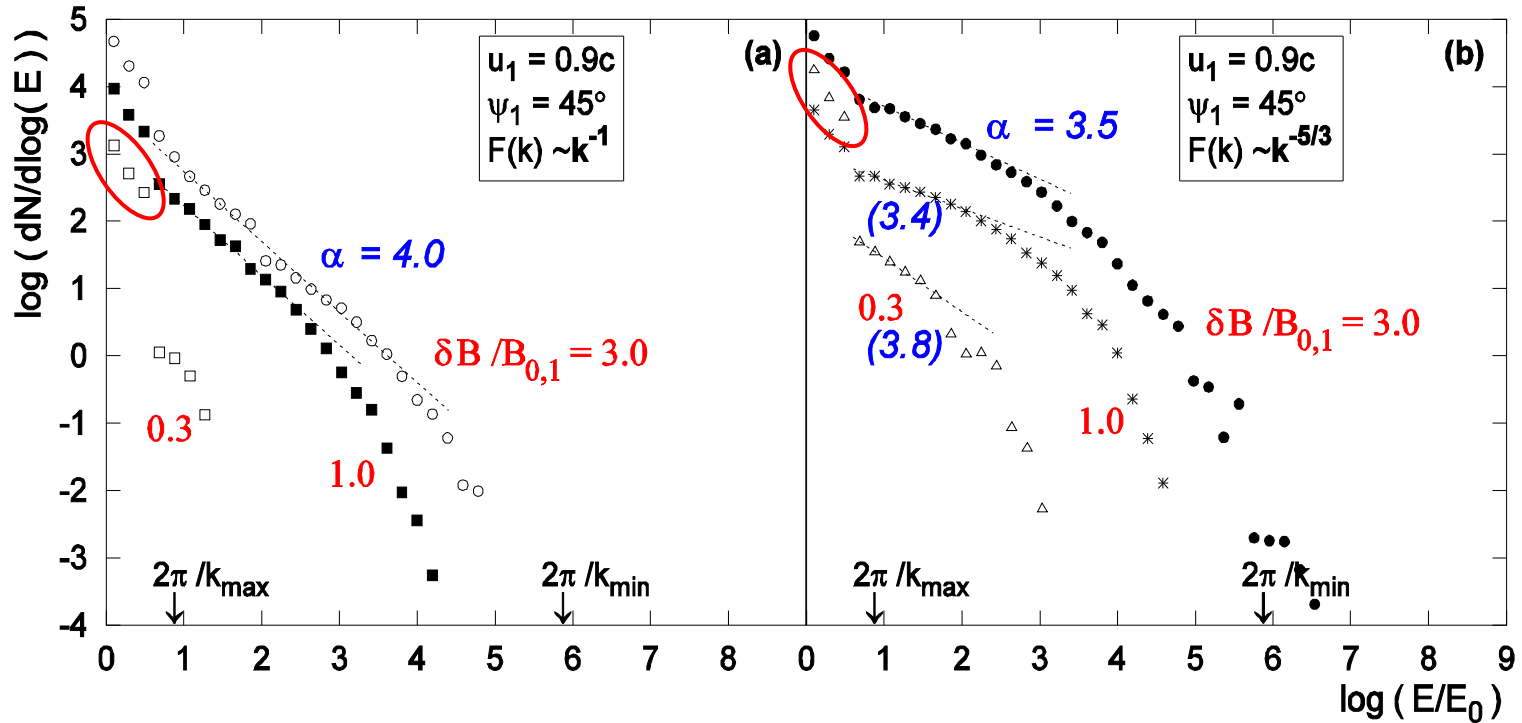 log ( dN/dlog( E ) )
5
4
3
2
1
0
-1
-2
-3
-4
(a)
u₁ = 0.9c
ψ₁ = 45°
F(k) ~k⁻¹
α = 4.0
δB /B₀,₁ = 3.0
0.3
1.0
2π /kmax
2π /kmin
0 1 2 3 4 5 6 7 8
(b)
u₁ = 0.9c
ψ₁ = 45°
F(k) ~k⁻⁵/³
α = 3.5
(3.4)
0.3
(3.8)
δB /B₀,₁ = 3.0
1.0
2π /kmax
2π /kmin
0 1 2 3 4 5 6 7 8 9
log ( E/E₀ )